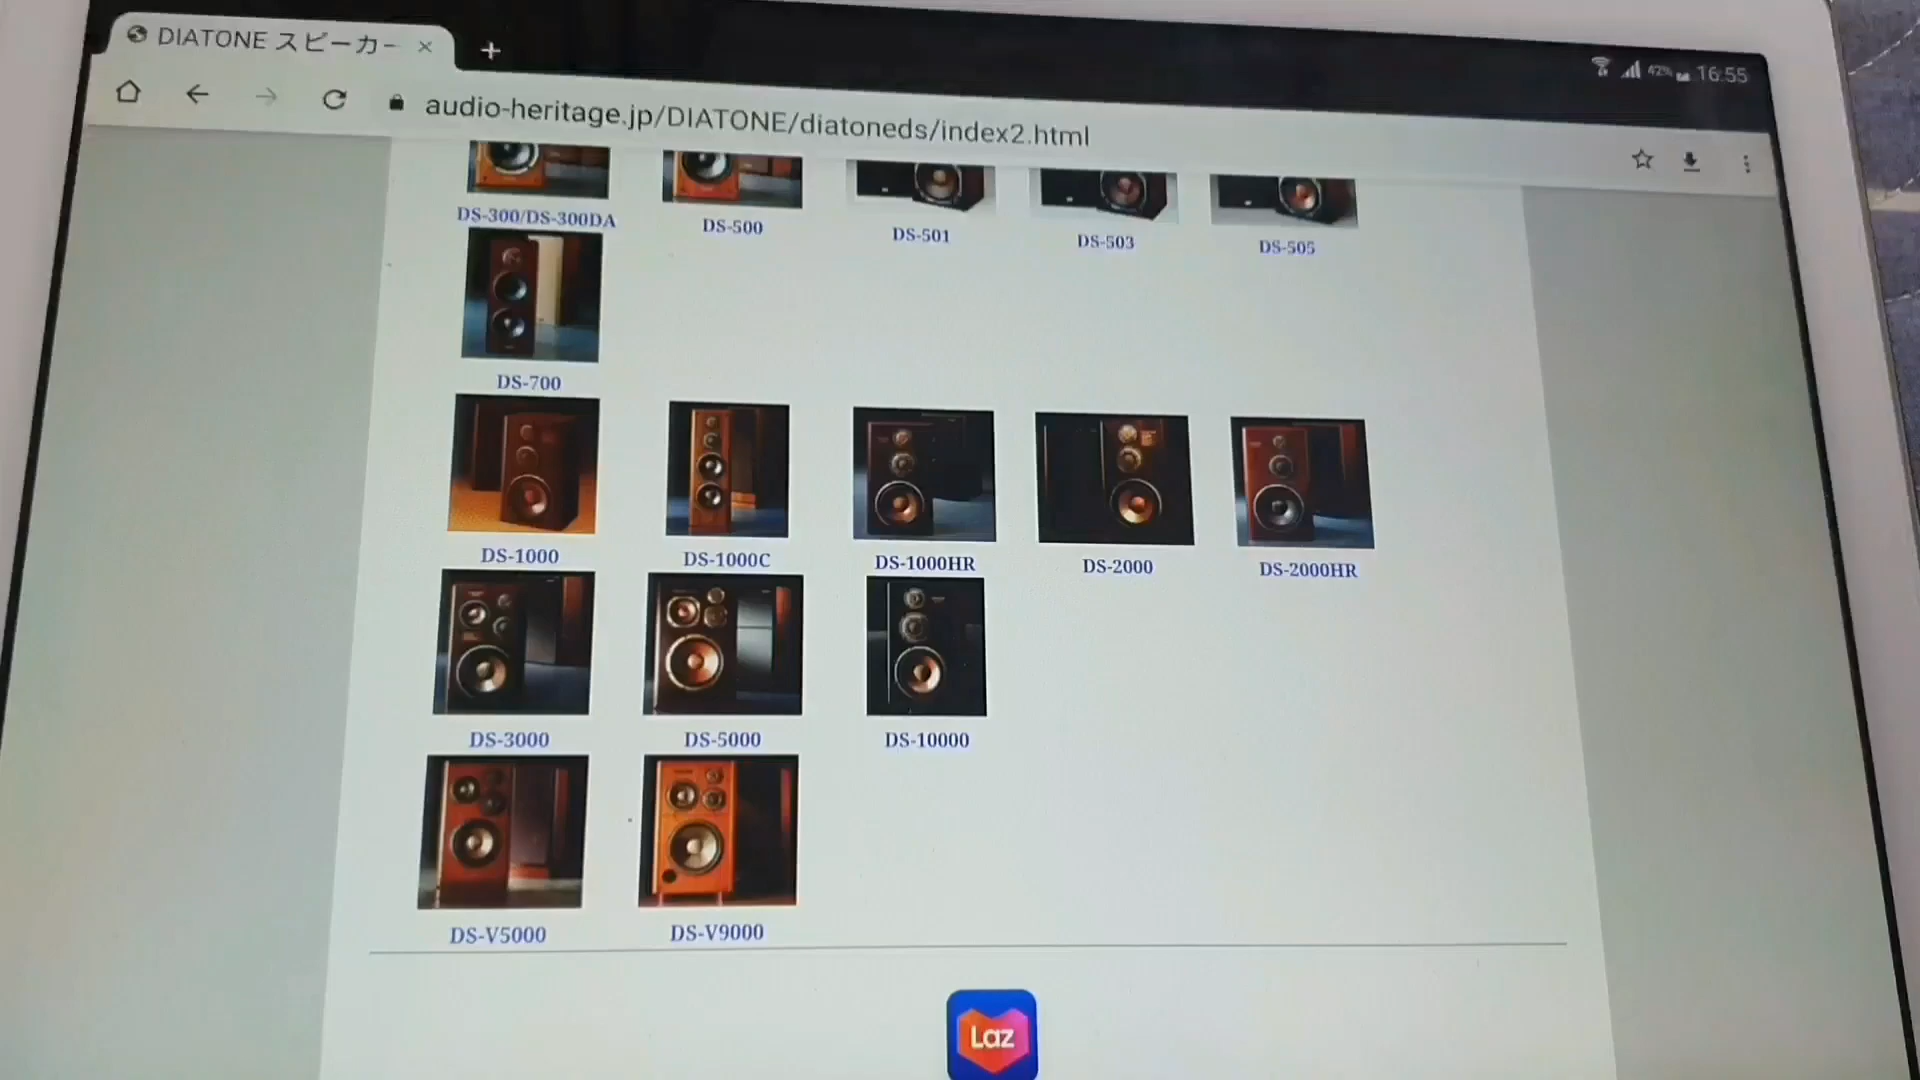 DIATONE スピーカー
16:55
42%
audio-heritage.jp/DIATONE/diatoneds/index2.html
DS-300/DS-300DA
DS-500
DS-501
DS-503
DS-505
DS-700
DS-1000
DS-1000C
DS-1000HR
DS-2000
DS-2000HR
DS-3000
DS-5000
DS-10000
DS-V5000
DS-V9000
Laz